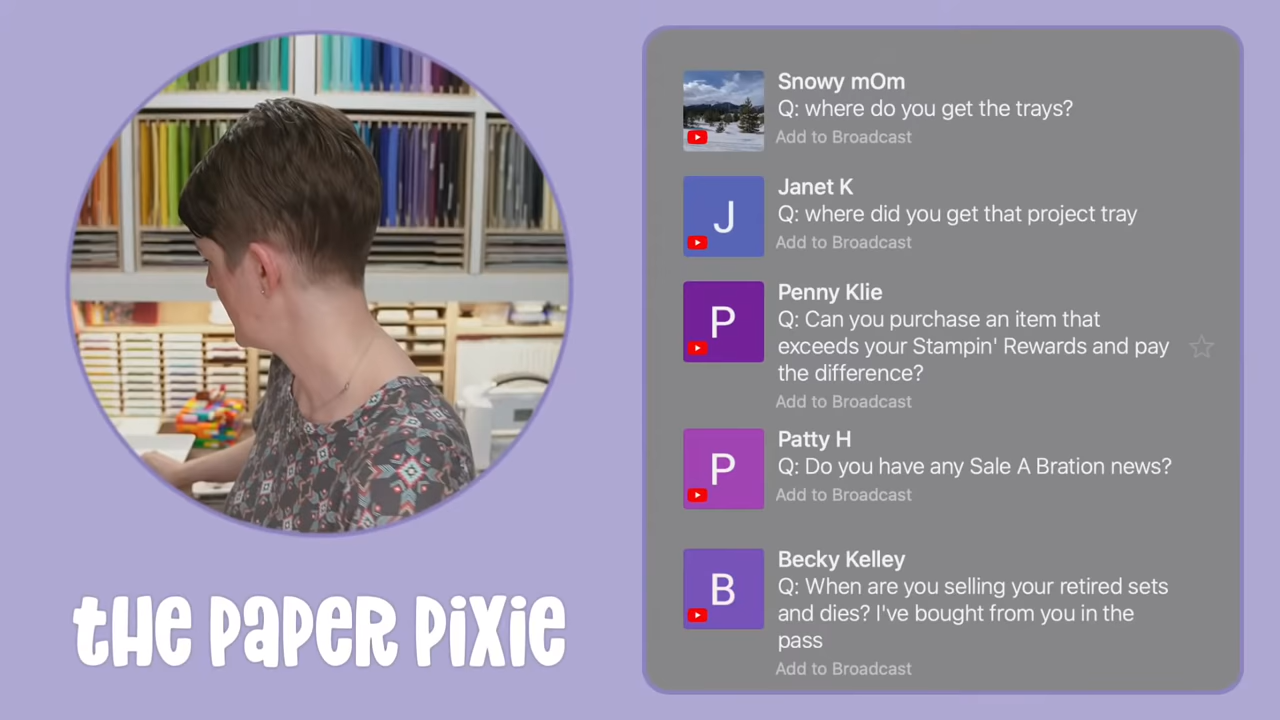 Snowy mOm
Q: where do you get the trays?
Add to Broadcast
J
Janet K
Q: where did you get that project tray
Add to Broadcast
P
Penny Klie
Q: Can you purchase an item that
exceeds your Stampin' Rewards and pay
the difference?
Add to Broadcast
P
Patty H
Q: Do you have any Sale A Bration news?
Add to Broadcast
B
Becky Kelley
Q: When are you selling your retired sets
and dies? I've bought from you in the
pass
Add to Broadcast
the paper pixie